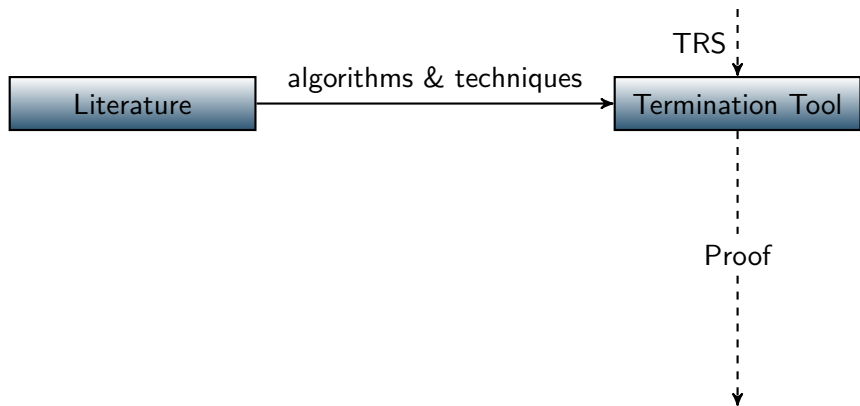 TRS
algorithms & techniques
Literature
Termination Tool
Proof